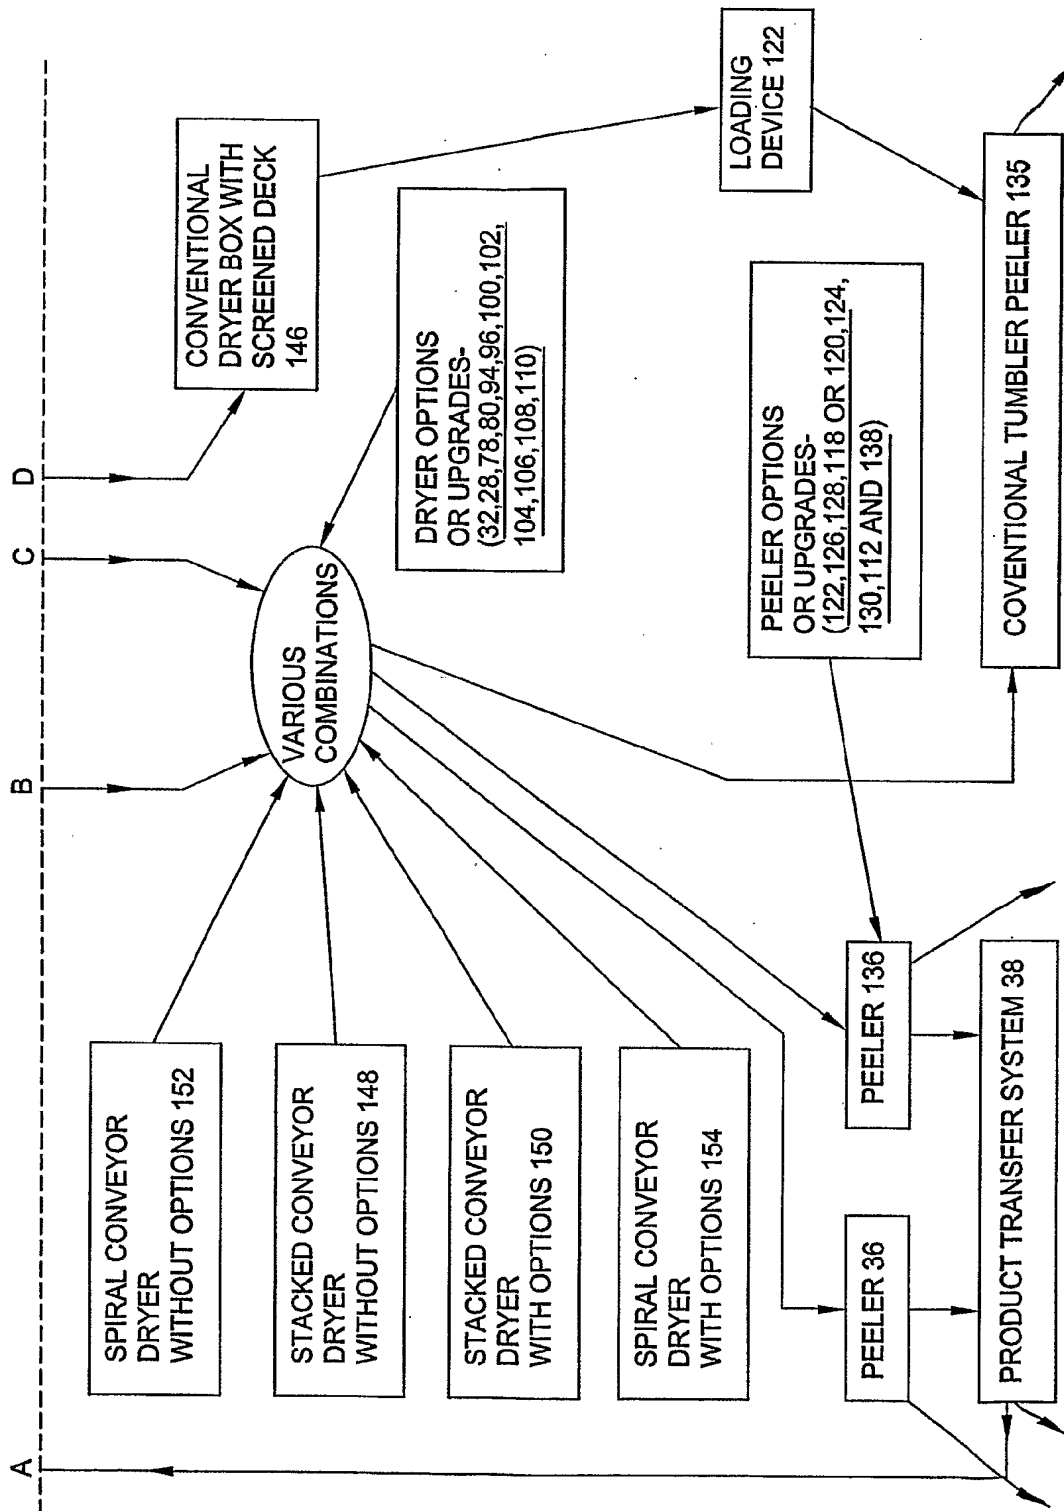 A
B
C
D
SPIRAL CONVEYOR
DRYER
WITHOUT OPTIONS 152
STACKED CONVEYOR
DRYER
WITHOUT OPTIONS 148
STACKED CONVEYOR
DRYER
WITH OPTIONS 150
SPIRAL CONVEYOR
DRYER
WITH OPTIONS 154
VARIOUS
COMBINATIONS
CONVENTIONAL
DRYER BOX WITH
SCREENED DECK
146
DRYER OPTIONS
OR UPGRADES-
(32,28,78,80,94,96,100,102,
104,106,108,110)
LOADING
DEVICE 122
PEELER OPTIONS
OR UPGRADES-
(122,126,128,118 OR 120,124,
130,112 AND 138)
PEELER 36
PEELER 136
PRODUCT TRANSFER SYSTEM 38
COVENTIONAL TUMBLER PEELER 135